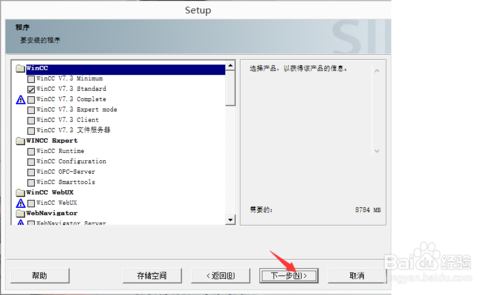 Setup
程序
要安装的程序
SI
WinCC
WinCC V7.3 Minimum
WinCC V7.3 Standard
WinCC V7.3 Complete
WinCC V7.3 Expert mode
WinCC V7.3 Client
WinCC V7.3 文件服务器
WINCC Expert
WinCC Runtime
WinCC Configuration
WinCC OPC-Server
WinCC Smarttools
WinCC WebUX
WinCC WebUX
WebNavigator
WebNavigator Server
选择产品，以获得该产品的信息。
需要的:
8784 MB
帮助
存储空间
<返回(B)
下一步(N)>
取消
Baidu 经验
jingyan.baidu.com